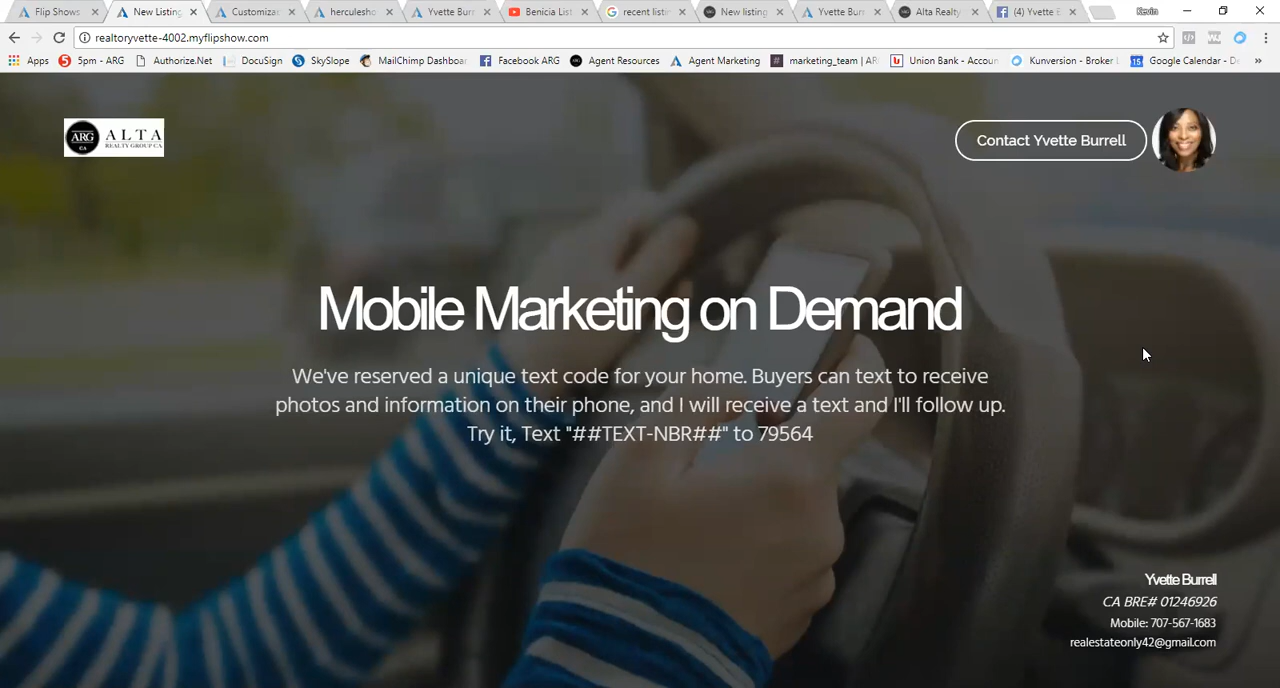 Flip Shows
New Listing
Customiza
herculesho
Yvette Burr
Benicia List
recent listin
New listing
Yvette Burr
Alta Realty
(4) Yvette B
Kevin
realtoryvette-4002.myflipshow.com
Apps
5pm - ARG
Authorize.Net
DocuSign
SkySlope
MailChimp Dashboa
Facebook ARG
Agent Resources
Agent Marketing
marketing_team | AR
Union Bank - Accoun
Kunversion - Broker L
Google Calendar - De
ARG
CA
ALTA
REALTY GROUP CA
Contact Yvette Burrell
Mobile Marketing on Demand
We've reserved a unique text code for your home. Buyers can text to receive
photos and information on their phone, and I will receive a text and I'll follow up.
Try it, Text "##TEXT-NBR##" to 79564
Yvette Burrell
CA BRE# 01246926
Mobile: 707-567-1683
realestateonly42@gmail.com